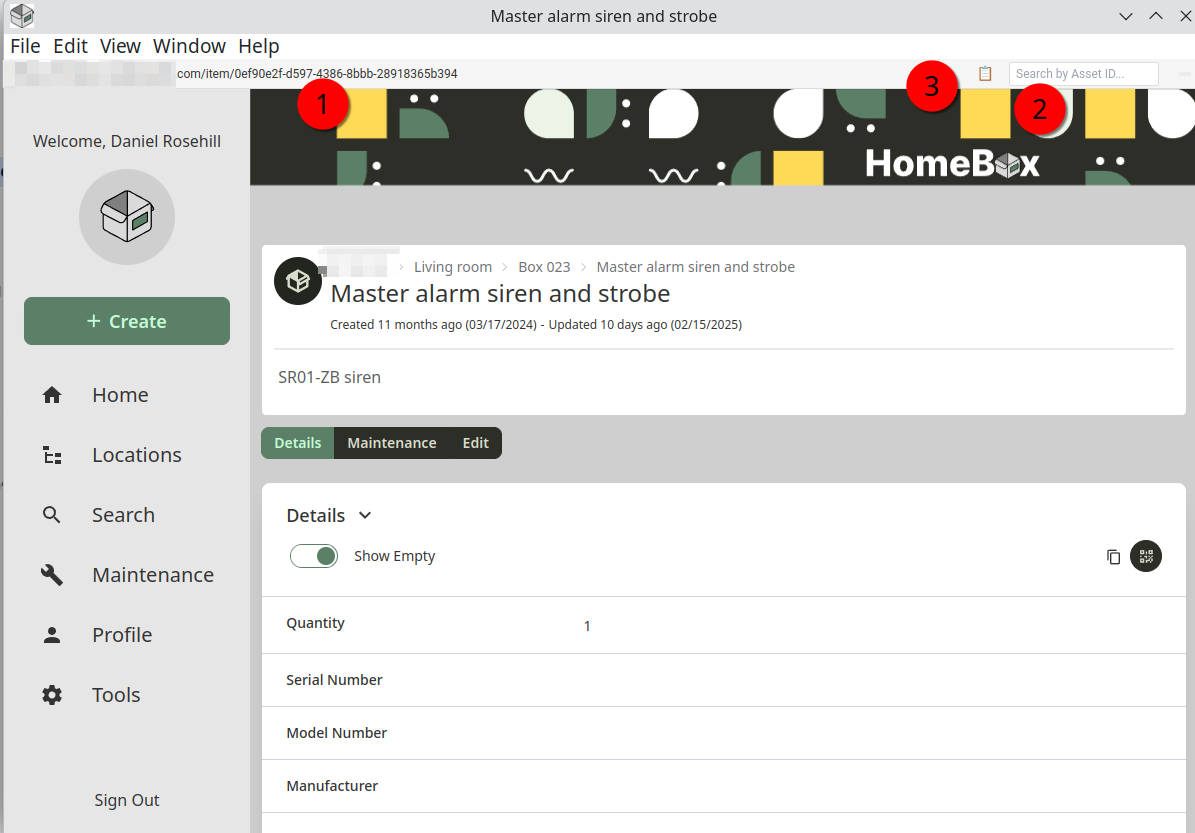 Master alarm siren and strobe
File Edit View Window Help
.com/item/0ef90e2f-d597-4386-8bbb-28918365b394
Search by Asset ID...
1
3
2
HomeBox
Welcome, Daniel Rosehill
+ Create
Home
Locations
Search
Maintenance
Profile
Tools
Sign Out
Living room > Box 023 > Master alarm siren and strobe
Master alarm siren and strobe
Created 11 months ago (03/17/2024) - Updated 10 days ago (02/15/2025)
SR01-ZB siren
Details Maintenance Edit
Details
Show Empty
Quantity 1
Serial Number
Model Number
Manufacturer